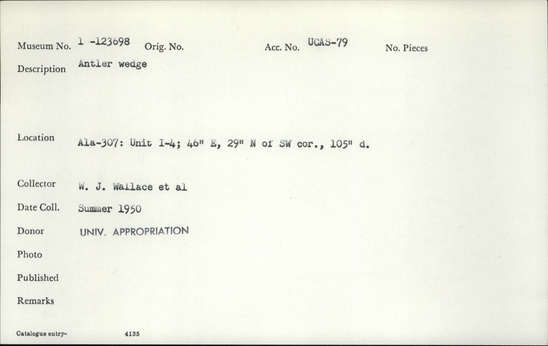 Museum No. 1 -123698 Orig. No. Acc. No. UCAS-79 No. Pieces
Description Antler wedge
Location Ala-307: Unit I-4; 46" E, 29" N of SW cor., 105" d.
Collector W. J. Wallace et al
Date Coll. Summer 1950
Donor UNIV. APPROPRIATION
Photo
Published
Remarks
Catalogue entry- 4135